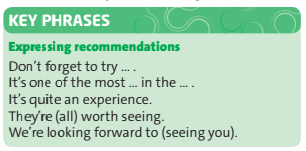 KEY PHRASES
Expressing recommendations
Don't forget to try ... .
It's one of the most ... in the ... .
It's quite an experience.
They're (all) worth seeing.
We're looking forward to (seeing you).